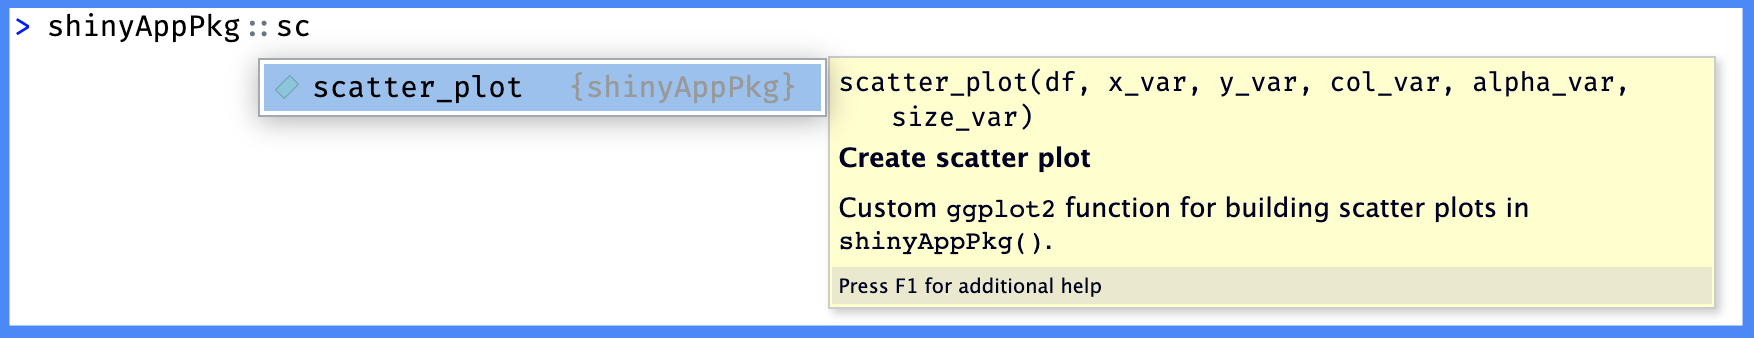 > shinyAppPkg::sc
scatter_plot {shinyAppPkg}
scatter_plot(df, x_var, y_var, col_var, alpha_var,
size_var)
Create scatter plot
Custom ggplot2 function for building scatter plots in
shinyAppPkg().
Press F1 for additional help